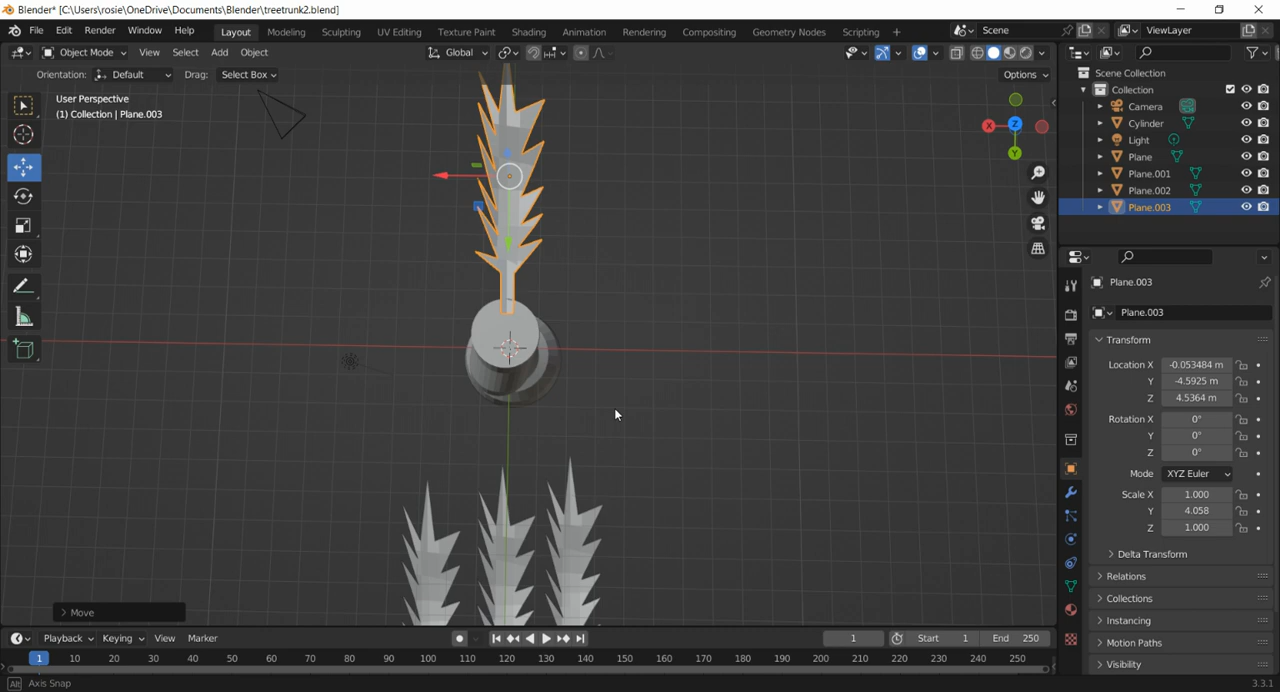 Blender* [C:\Users\rosie\OneDrive\Documents\Blender\treetrunk2.blend]
File Edit Render Window Help Layout Modeling Sculpting UV Editing Texture Paint Shading Animation Rendering Compositing Geometry Nodes Scripting + Scene ViewLayer
Object Mode View Select Add Object Global
Orientation: Default Drag: Select Box Options
User Perspective
(1) Collection | Plane.003
X Z Y
Scene Collection
Collection
Camera
Cylinder
Light
Plane
Plane.001
Plane.002
Plane.003
Plane.003
Plane.003
Transform
Location X -0.053484 m
Y -4.5925 m
Z 4.5364 m
Rotation X 0°
Y 0°
Z 0°
Mode XYZ Euler
Scale X 1.000
Y 4.058
Z 1.000
Delta Transform
Relations
Collections
Instancing
Motion Paths
Visibility
Move
Playback Keying View Marker 1 Start 1 End 250
1 10 20 30 40 50 60 70 80 90 100 110 120 130 140 150 160 170 180 190 200 210 220 230 240 250
Alt Axis Snap 3.3.1